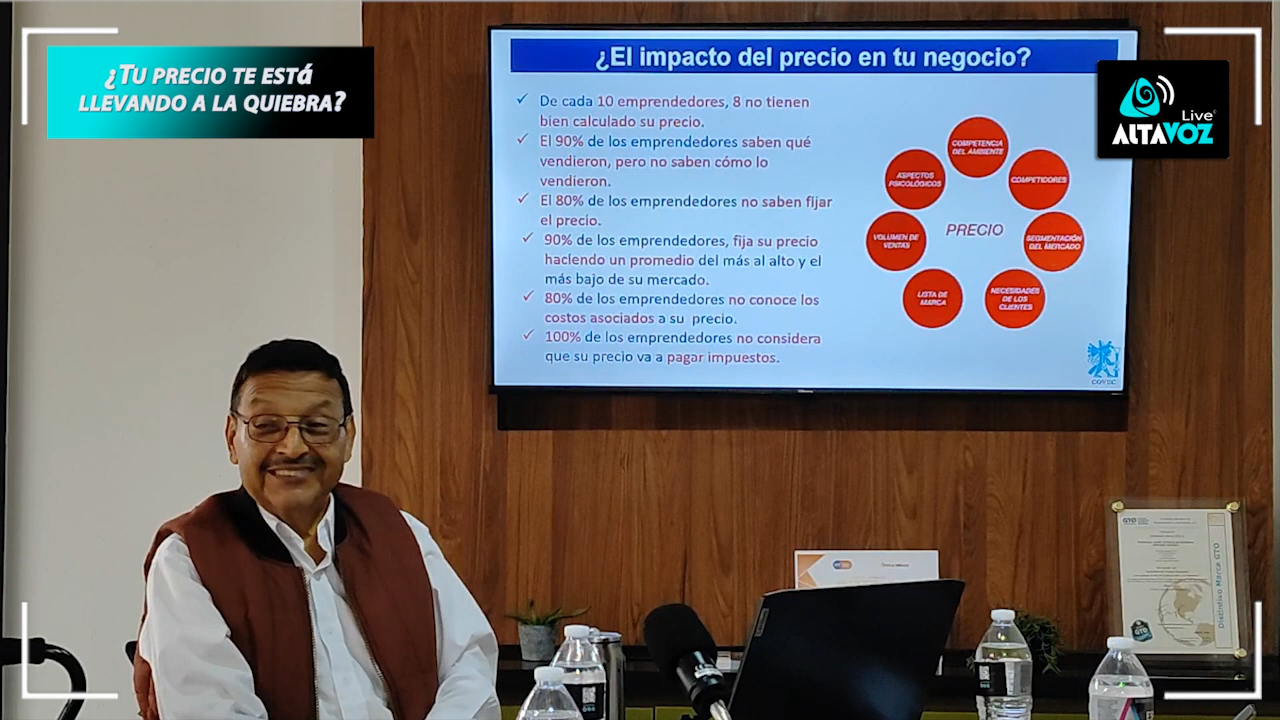 ¿TU PRECIO TE ESTá
LLEVANDO A LA QUIEBRA?
¿El impacto del precio en tu negocio?
Live
ALTAVOZ
De cada 10 emprendedores, 8 no tienen
bien calculado su precio.
El 90% de los emprendedores saben qué
vendieron, pero no saben cómo lo
vendieron.
El 80% de los emprendedores no saben fijar
el precio.
90% de los emprendedores, fija su precio
haciendo un promedio del más al alto y el
más bajo de su mercado.
80% de los emprendedores no conoce los
costos asociados a su precio.
100% de los emprendedores no considera
que su precio va a pagar impuestos.
COMPETENCIA
DEL AMBIENTE
ASPECTOS
PSICOLÓGICOS
COMPETIDORES
PRECIO
VOLUMEN DE
VENTAS
SEGMENTACIÓN
DEL MERCADO
LISTA DE
MARCA
NECESIDADES
DE LOS
CLIENTES
COVEC
GTO
Distintivo Marca GTO
GTO